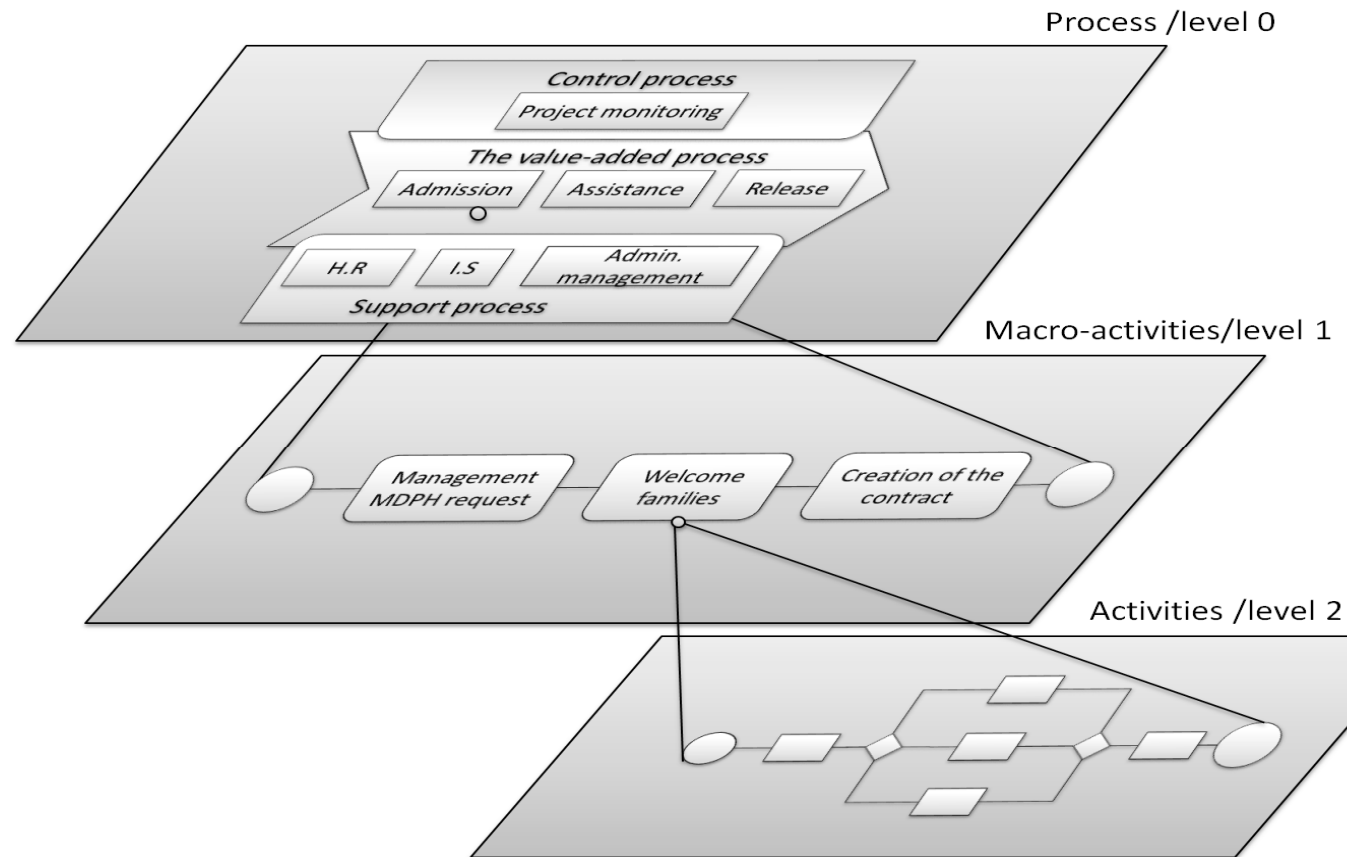 Process /level 0
Control process
Project monitoring
The value-added process
Admission
Assistance
Release
H.R
I.S
Admin.
management
Support process
Macro-activities/level 1
Management
MDPH request
Welcome
families
Creation of the
contract
Activities /level 2